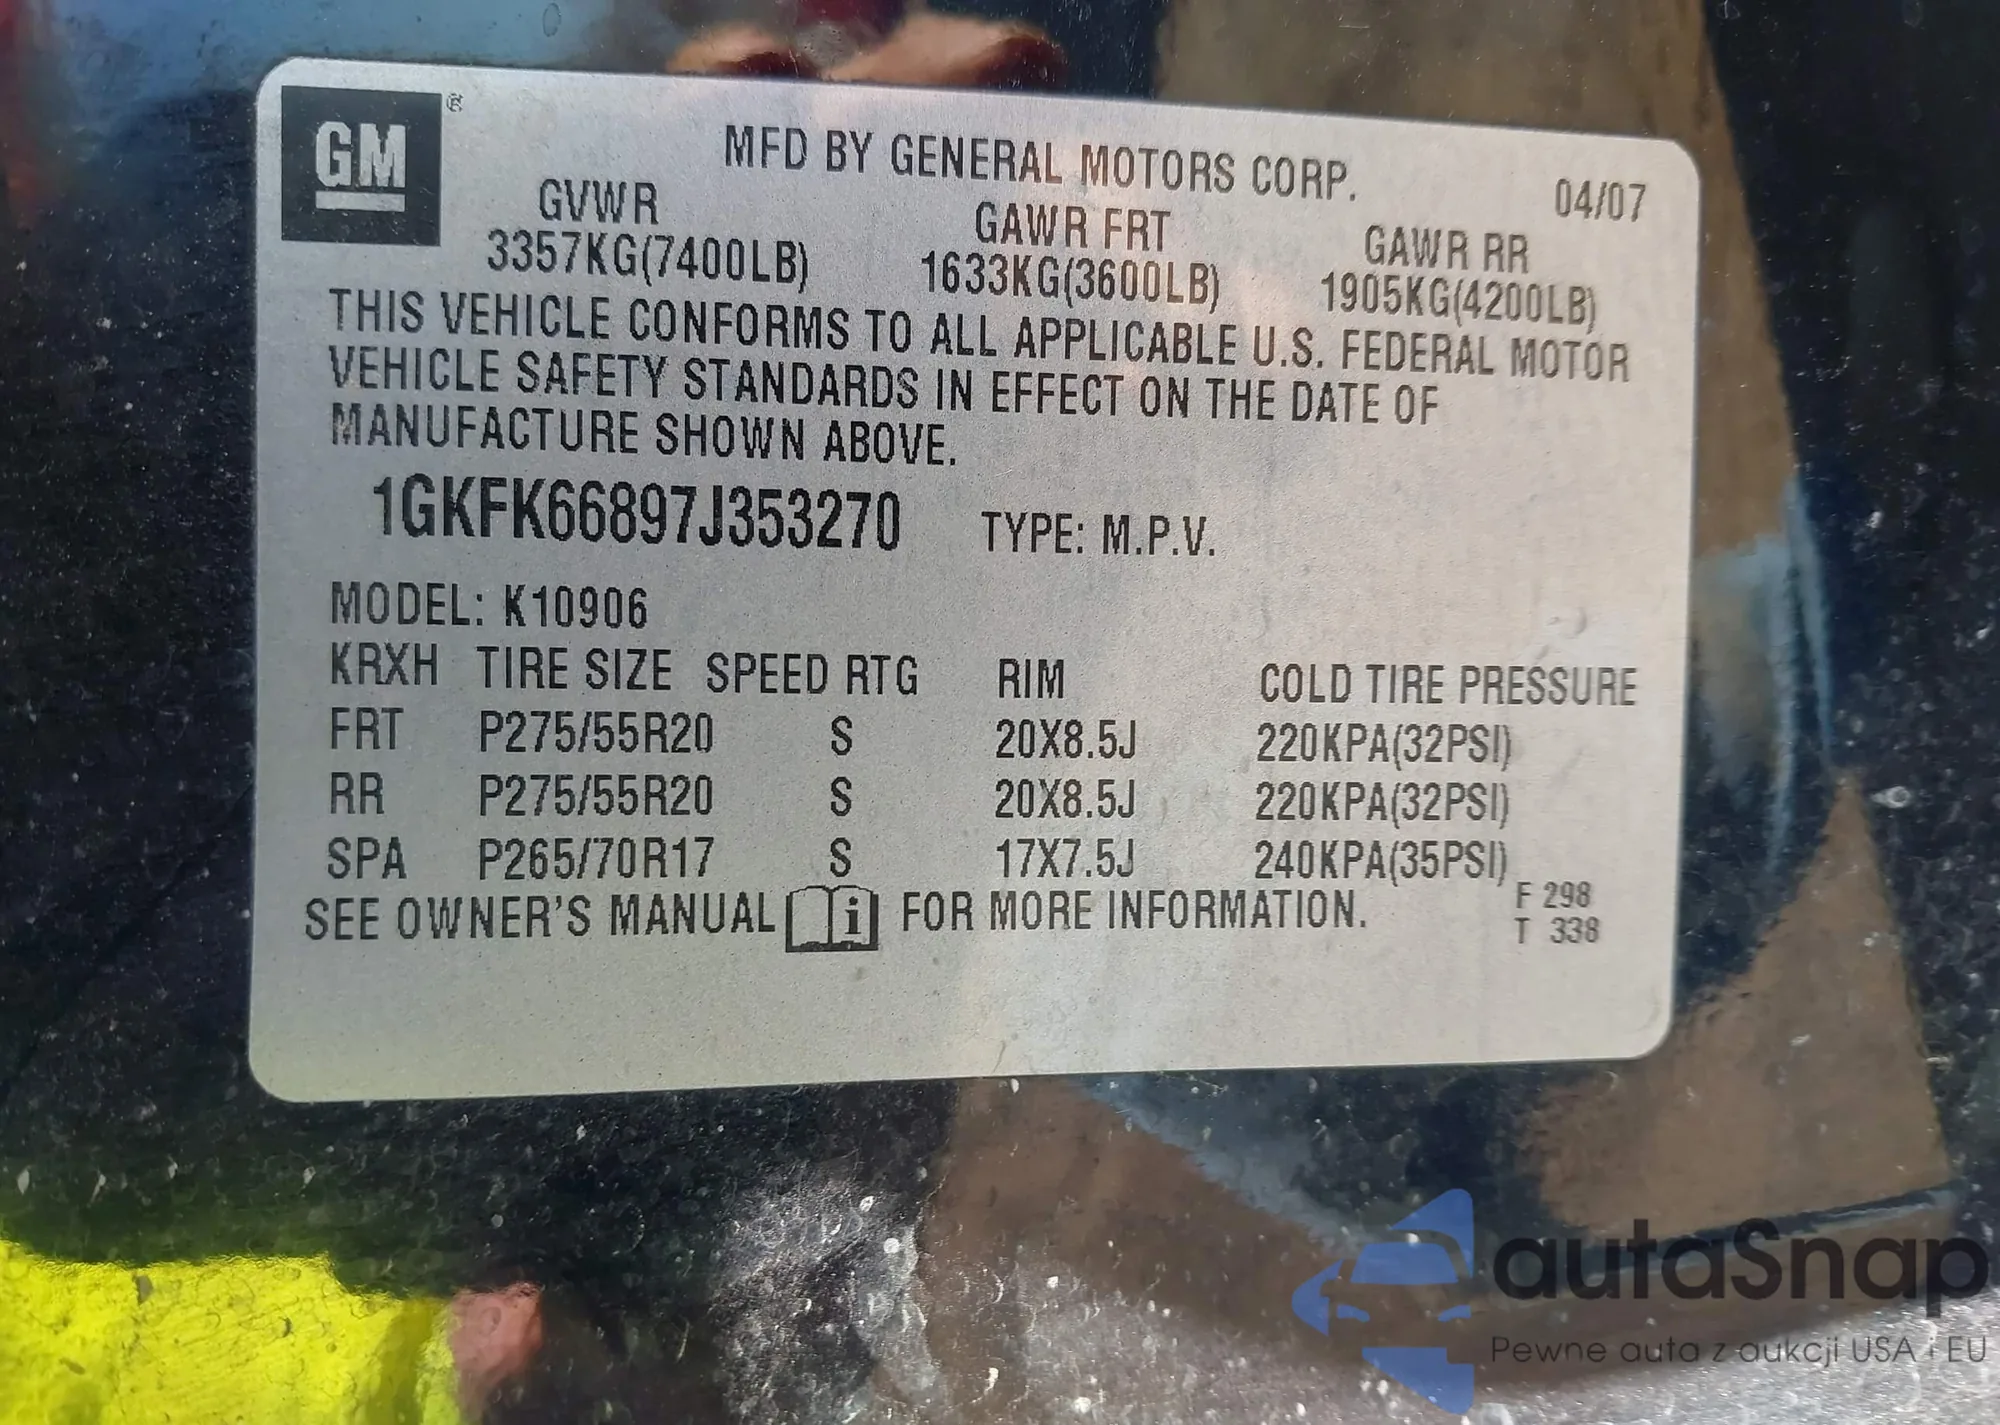 GM ®
MFD BY GENERAL MOTORS CORP. 04/07
GVWR GAWR FRT GAWR RR
3357KG(7400LB) 1633KG(3600LB) 1905KG(4200LB)
THIS VEHICLE CONFORMS TO ALL APPLICABLE U.S. FEDERAL MOTOR
VEHICLE SAFETY STANDARDS IN EFFECT ON THE DATE OF
MANUFACTURE SHOWN ABOVE.
1GKFK66897J353270 TYPE: M.P.V.
MODEL: K10906
KRXH TIRE SIZE SPEED RTG RIM COLD TIRE PRESSURE
FRT P275/55R20 S 20X8.5J 220KPA(32PSI)
RR P275/55R20 S 20X8.5J 220KPA(32PSI)
SPA P265/70R17 S 17X7.5J 240KPA(35PSI)
SEE OWNER'S MANUAL i FOR MORE INFORMATION.
F 298
T 338
autaSnap
Pewne auta z aukcji USA i EU